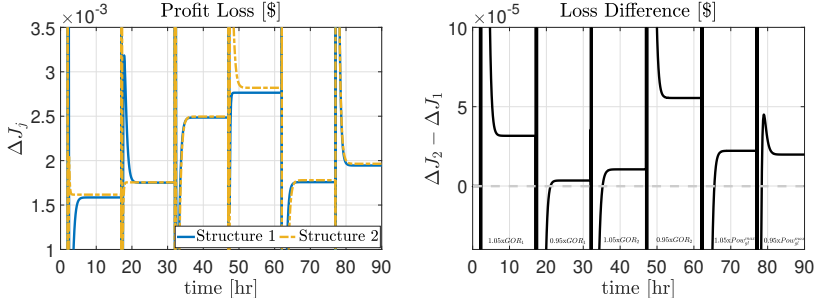 Profit Loss [$]
×10⁻³
3.5
3
2.5
2
1.5
1
ΔJⱼ
Structure 1
Structure 2
0 10 20 30 40 50 60 70 80 90
time [hr]
Loss Difference [$]
×10⁻⁵
10
5
0
ΔJ₂ − ΔJ₁
1.05xGOR₁ 0.95xGOR₁ 1.05xGOR₂ 0.95xGOR₂
0 10 20 30 40 50 60 70 80 90
time [hr]